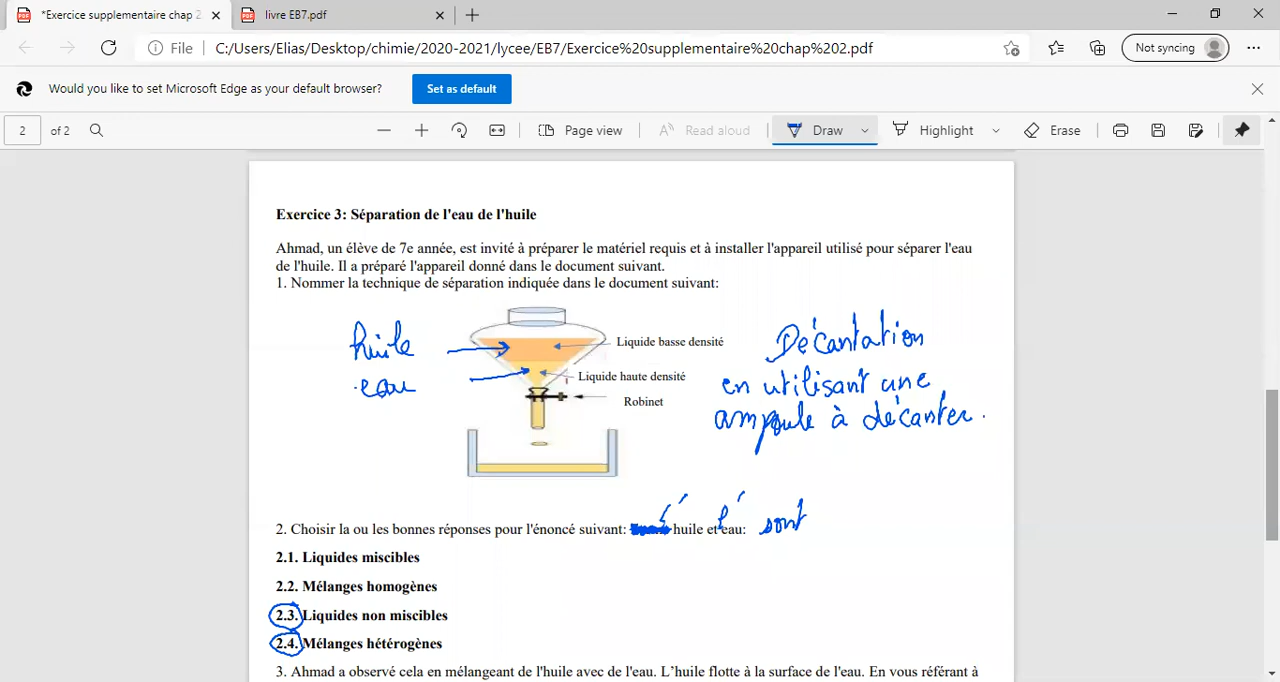 *Exercice supplementaire chap 2
livre EB7.pdf
File
C:/Users/Elias/Desktop/chimie/2020-2021/lycee/EB7/Exercice%20supplementaire%20chap%202.pdf
Not syncing
Would you like to set Microsoft Edge as your default browser?
Set as default
2 of 2
Page view
Read aloud
Draw
Highlight
Erase
Exercice 3: Séparation de l'eau de l'huile
Ahmad, un élève de 7e année, est invité à préparer le matériel requis et à installer l'appareil utilisé pour séparer l'eau
de l'huile. Il a préparé l'appareil donné dans le document suivant.
1. Nommer la technique de séparation indiquée dans le document suivant:
huile
eau
Liquide basse densité
Liquide haute densité
Robinet
Décantation
en utilisant une
ampoule à décanter.
2. Choisir la ou les bonnes réponses pour l'énoncé suivant: l' huile et l' eau: sont
2.1. Liquides miscibles
2.2. Mélanges homogènes
2.3. Liquides non miscibles
2.4. Mélanges hétérogènes
3. Ahmad a observé cela en mélangeant de l'huile avec de l'eau. L’huile flotte à la surface de l'eau. En vous référant à